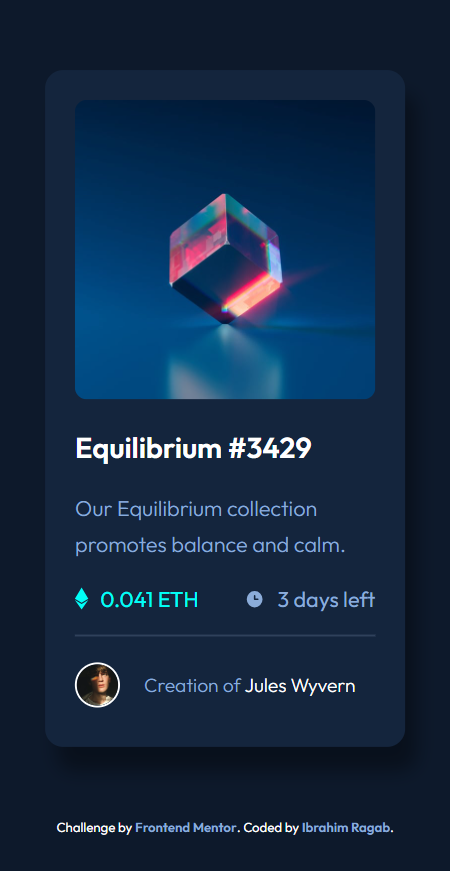 Equilibrium #3429
Our Equilibrium collection
promotes balance and calm.
0.041 ETH 3 days left
Creation of Jules Wyvern
Challenge by Frontend Mentor. Coded by Ibrahim Ragab.